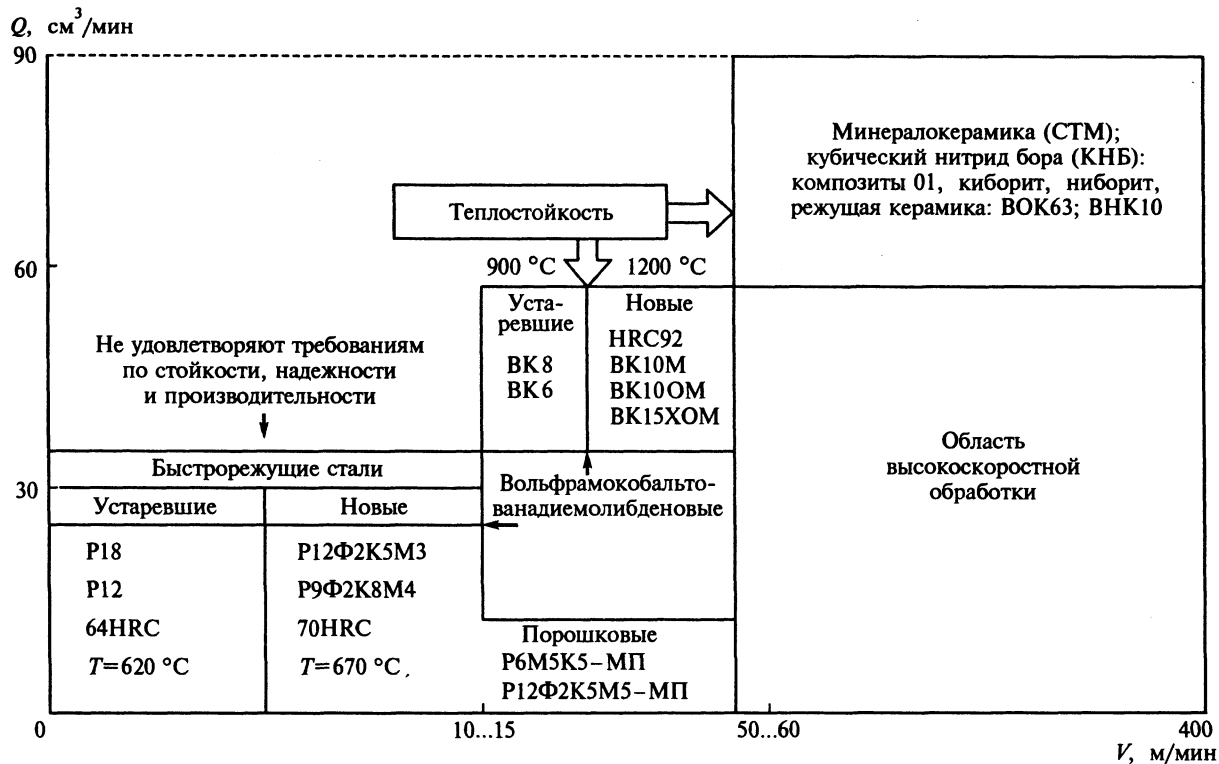 Q, см³/мин
90
Минералокерамика (СТМ);
кубический нитрид бора (КНБ):
композиты 01, киборит, ниборит,
режущая керамика: ВОК63; ВНК10
Теплостойкость
60
900 °С
1200 °С
Уста-
ревшие
ВК8
ВК6
Новые
HRC92
ВК10М
ВК10ОМ
ВК15ХОМ
Не удовлетворяют требованиям
по стойкости, надежности
и производительности
Область
высокоскоростной
обработки
Быстрорежущие стали
30
Вольфрамокобальто-
ванадиемолибденовые
Устаревшие
Р18
Р12
64HRC
T=620 °С
Новые
Р12Ф2К5М3
Р9Ф2К8М4
70HRC
T=670 °С
Порошковые
Р6М5К5–МП
Р12Ф2К5М5–МП
0
10...15
50...60
400
V, м/мин